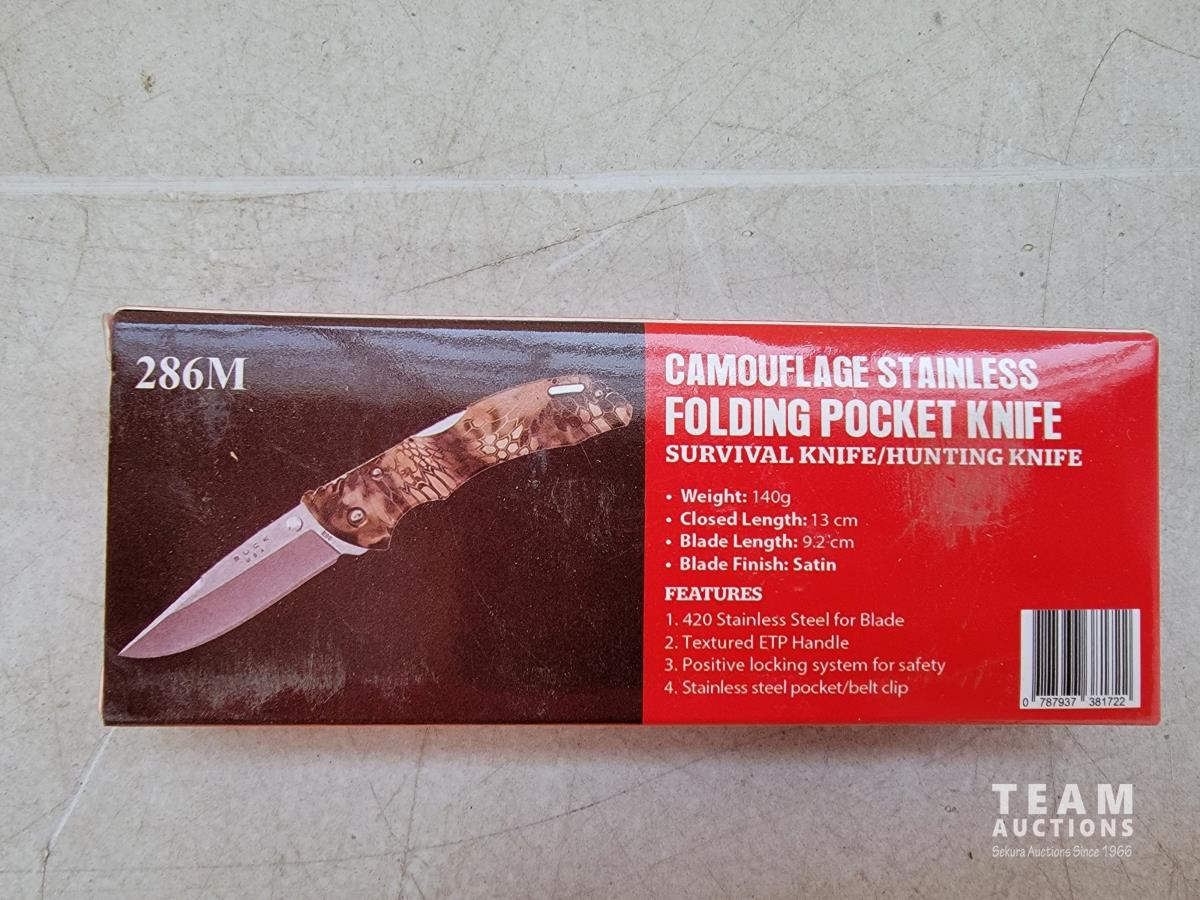 286M
BUCK
USA
CAMOUFLAGE STAINLESS
FOLDING POCKET KNIFE
SURVIVAL KNIFE/HUNTING KNIFE
• Weight: 140g
• Closed Length: 13 cm
• Blade Length: 9.2 cm
• Blade Finish: Satin
FEATURES
1. 420 Stainless Steel for Blade
2. Textured ETP Handle
3. Positive locking system for safety
4. Stainless steel pocket/belt clip
0 787937 381722
TEAM
AUCTIONS
Sekura Auctions Since 1966